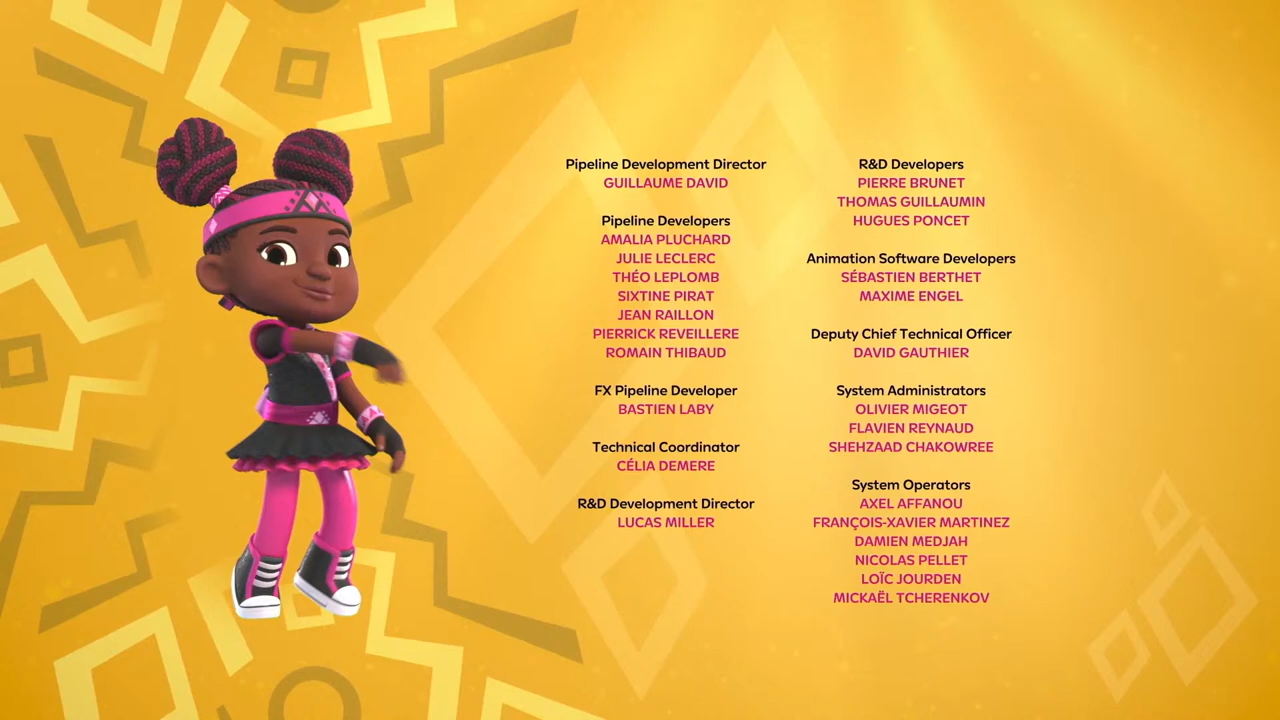 Pipeline Development Director
GUILLAUME DAVID
Pipeline Developers
AMALIA PLUCHARD
JULIE LECLERC
THÉO LEPLOMB
SIXTINE PIRAT
JEAN RAILLON
PIERRICK REVEILLERE
ROMAIN THIBAUD
FX Pipeline Developer
BASTIEN LABY
Technical Coordinator
CÉLIA DEMERE
R&D Development Director
LUCAS MILLER
R&D Developers
PIERRE BRUNET
THOMAS GUILLAUMIN
HUGUES PONCET
Animation Software Developers
SÉBASTIEN BERTHET
MAXIME ENGEL
Deputy Chief Technical Officer
DAVID GAUTHIER
System Administrators
OLIVIER MIGEOT
FLAVIEN REYNAUD
SHEHZAAD CHAKOWREE
System Operators
AXEL AFFANOU
FRANÇOIS-XAVIER MARTINEZ
DAMIEN MEDJAH
NICOLAS PELLET
LOÏC JOURDEN
MICKAËL TCHERENKOV